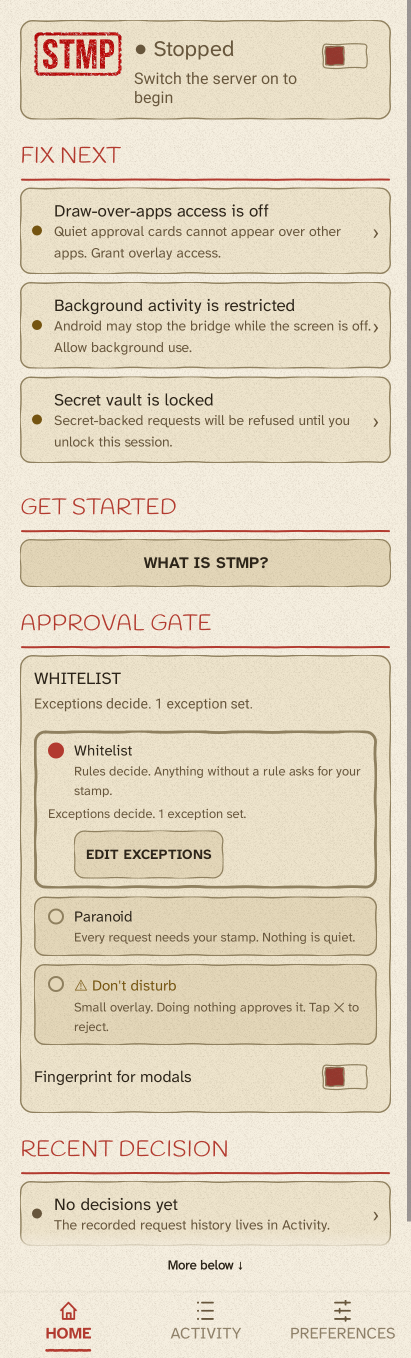 STMP
● Stopped
Switch the server on to
begin
FIX NEXT
Draw-over-apps access is off
Quiet approval cards cannot appear over other
apps. Grant overlay access.
›
Background activity is restricted
Android may stop the bridge while the screen is off.
Allow background use.
›
Secret vault is locked
Secret-backed requests will be refused until you
unlock this session.
›
GET STARTED
WHAT IS STMP?
APPROVAL GATE
WHITELIST
Exceptions decide. 1 exception set.
Whitelist
Rules decide. Anything without a rule asks for your
stamp.
Exceptions decide. 1 exception set.
EDIT EXCEPTIONS
Paranoid
Every request needs your stamp. Nothing is quiet.
⚠ Don't disturb
Small overlay. Doing nothing approves it. Tap ✕ to
reject.
Fingerprint for modals
RECENT DECISION
No decisions yet
The recorded request history lives in Activity.
›
More below ↓
HOME
ACTIVITY
PREFERENCES